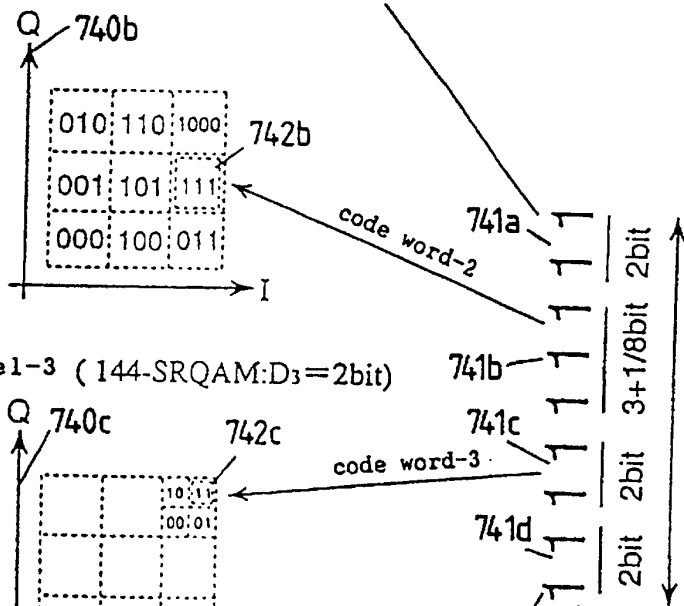 Q 740b
010 110 1000
742b
001 101 111
000 100 011
I
code word-2
741a
2bit
3+1/8bit
741b
el-3 (144-SRQAM:D3=2bit)
Q 740c
742c
741c
code word-3
10 11
00 01
2bit
741d
2bit